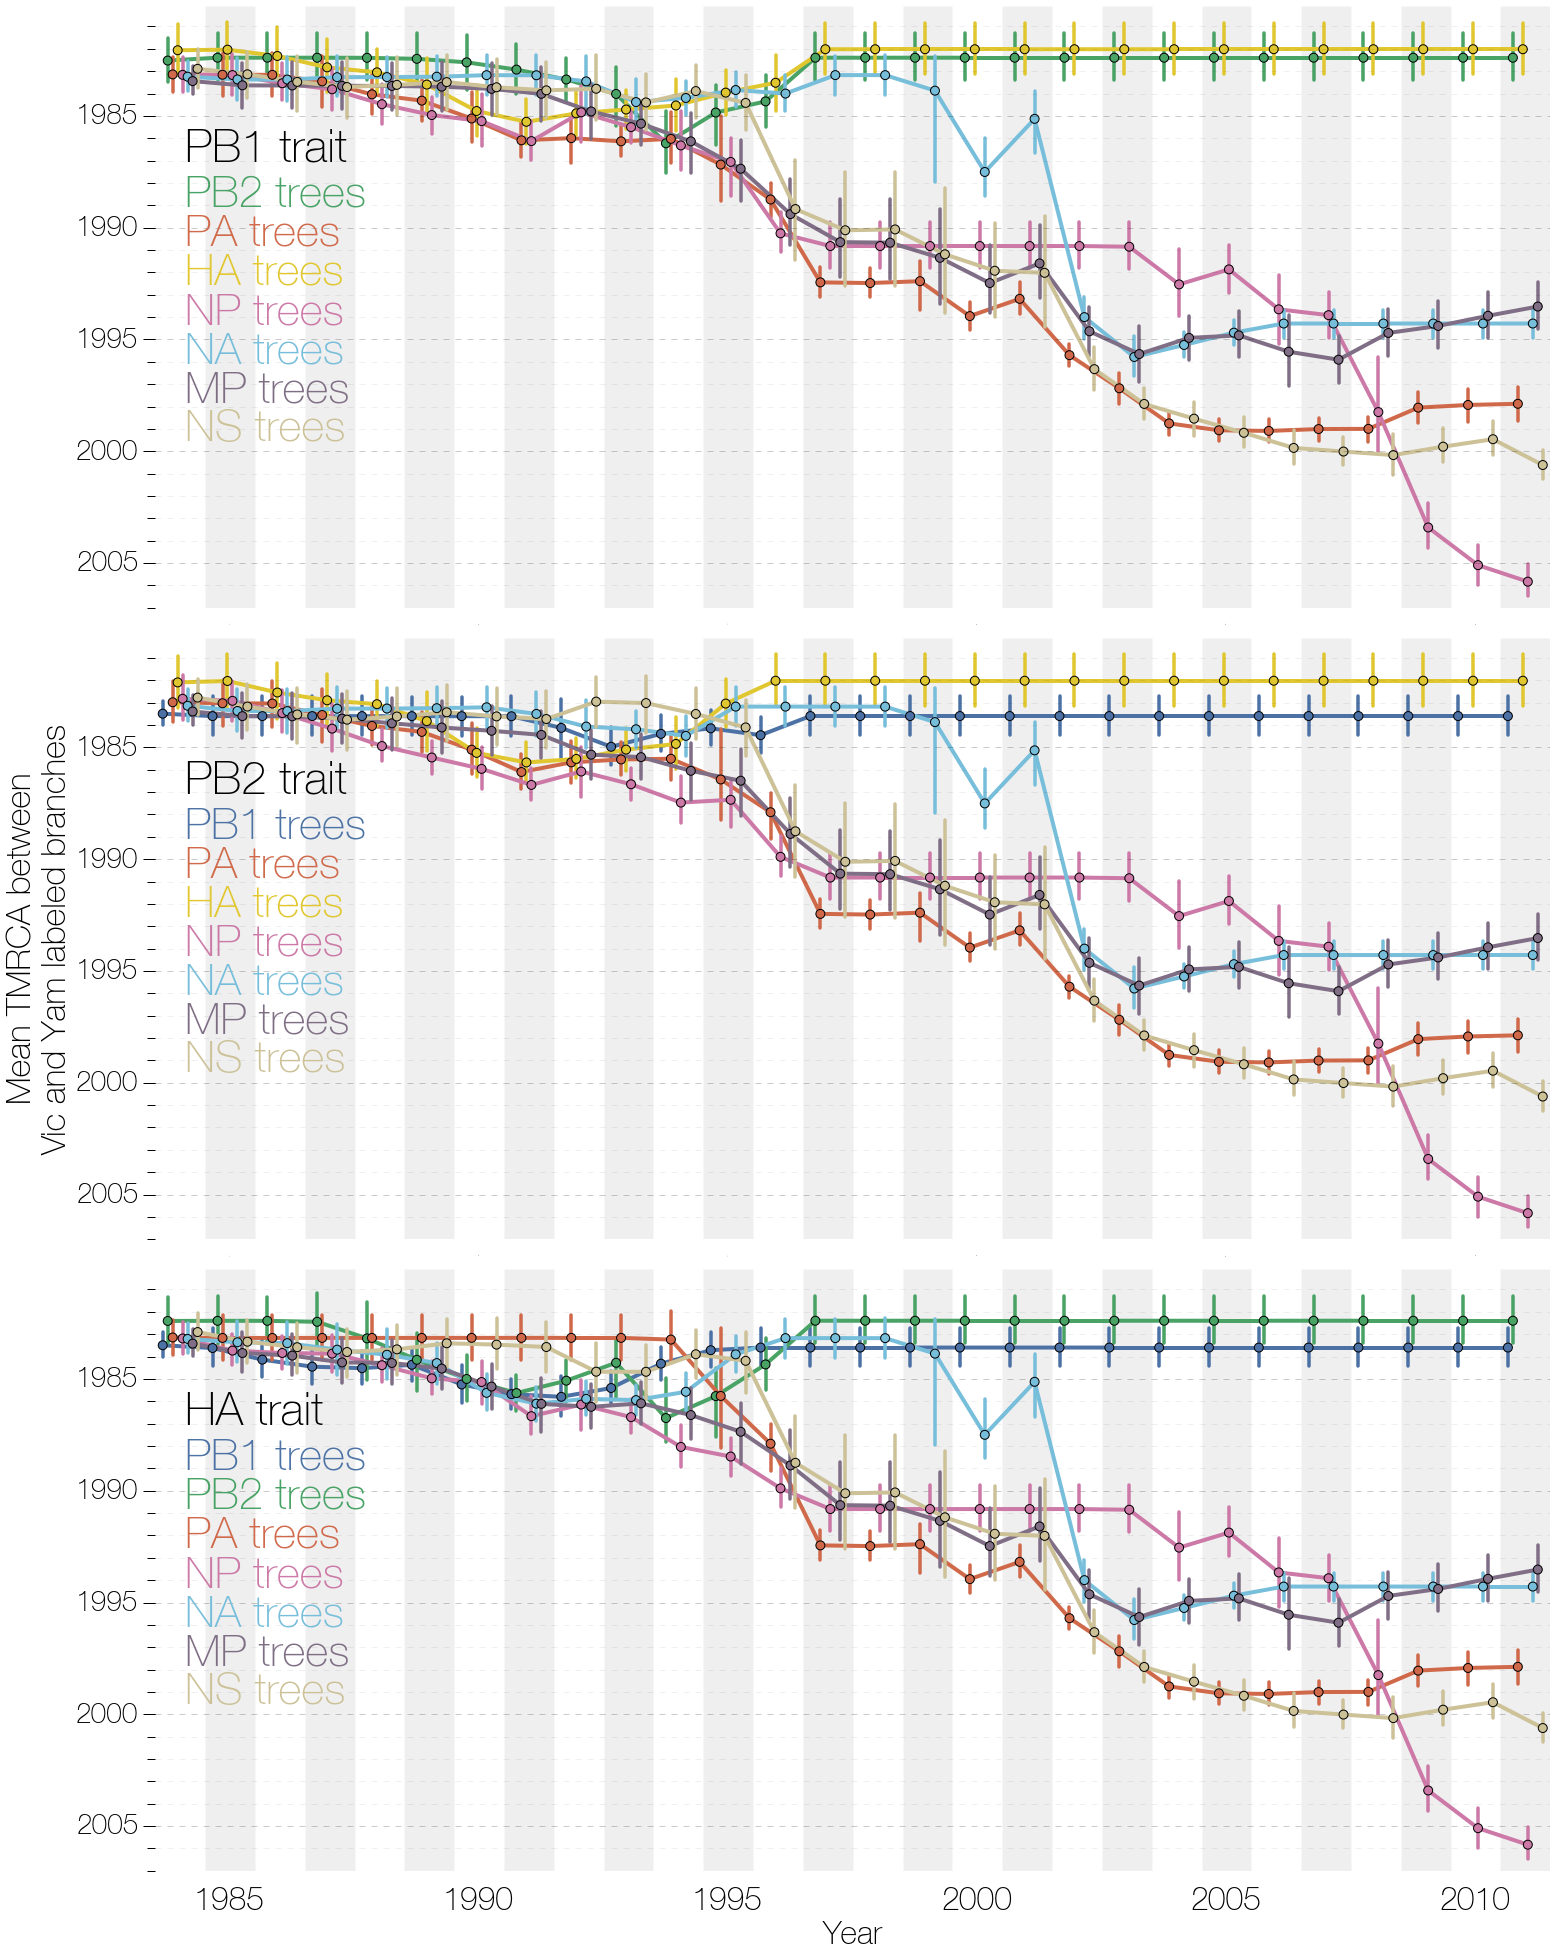 1985
1990
1995
2000
2005
PB1 trait
PB2 trees
PA trees
HA trees
NP trees
NA trees
MP trees
NS trees
Mean TMRCA between
Vic and Yam labeled branches
1985
1990
1995
2000
2005
PB2 trait
PB1 trees
PA trees
HA trees
NP trees
NA trees
MP trees
NS trees
1985
1990
1995
2000
2005
HA trait
PB1 trees
PB2 trees
PA trees
NP trees
NA trees
MP trees
NS trees
1985 1990 1995 2000 2005 2010
Year